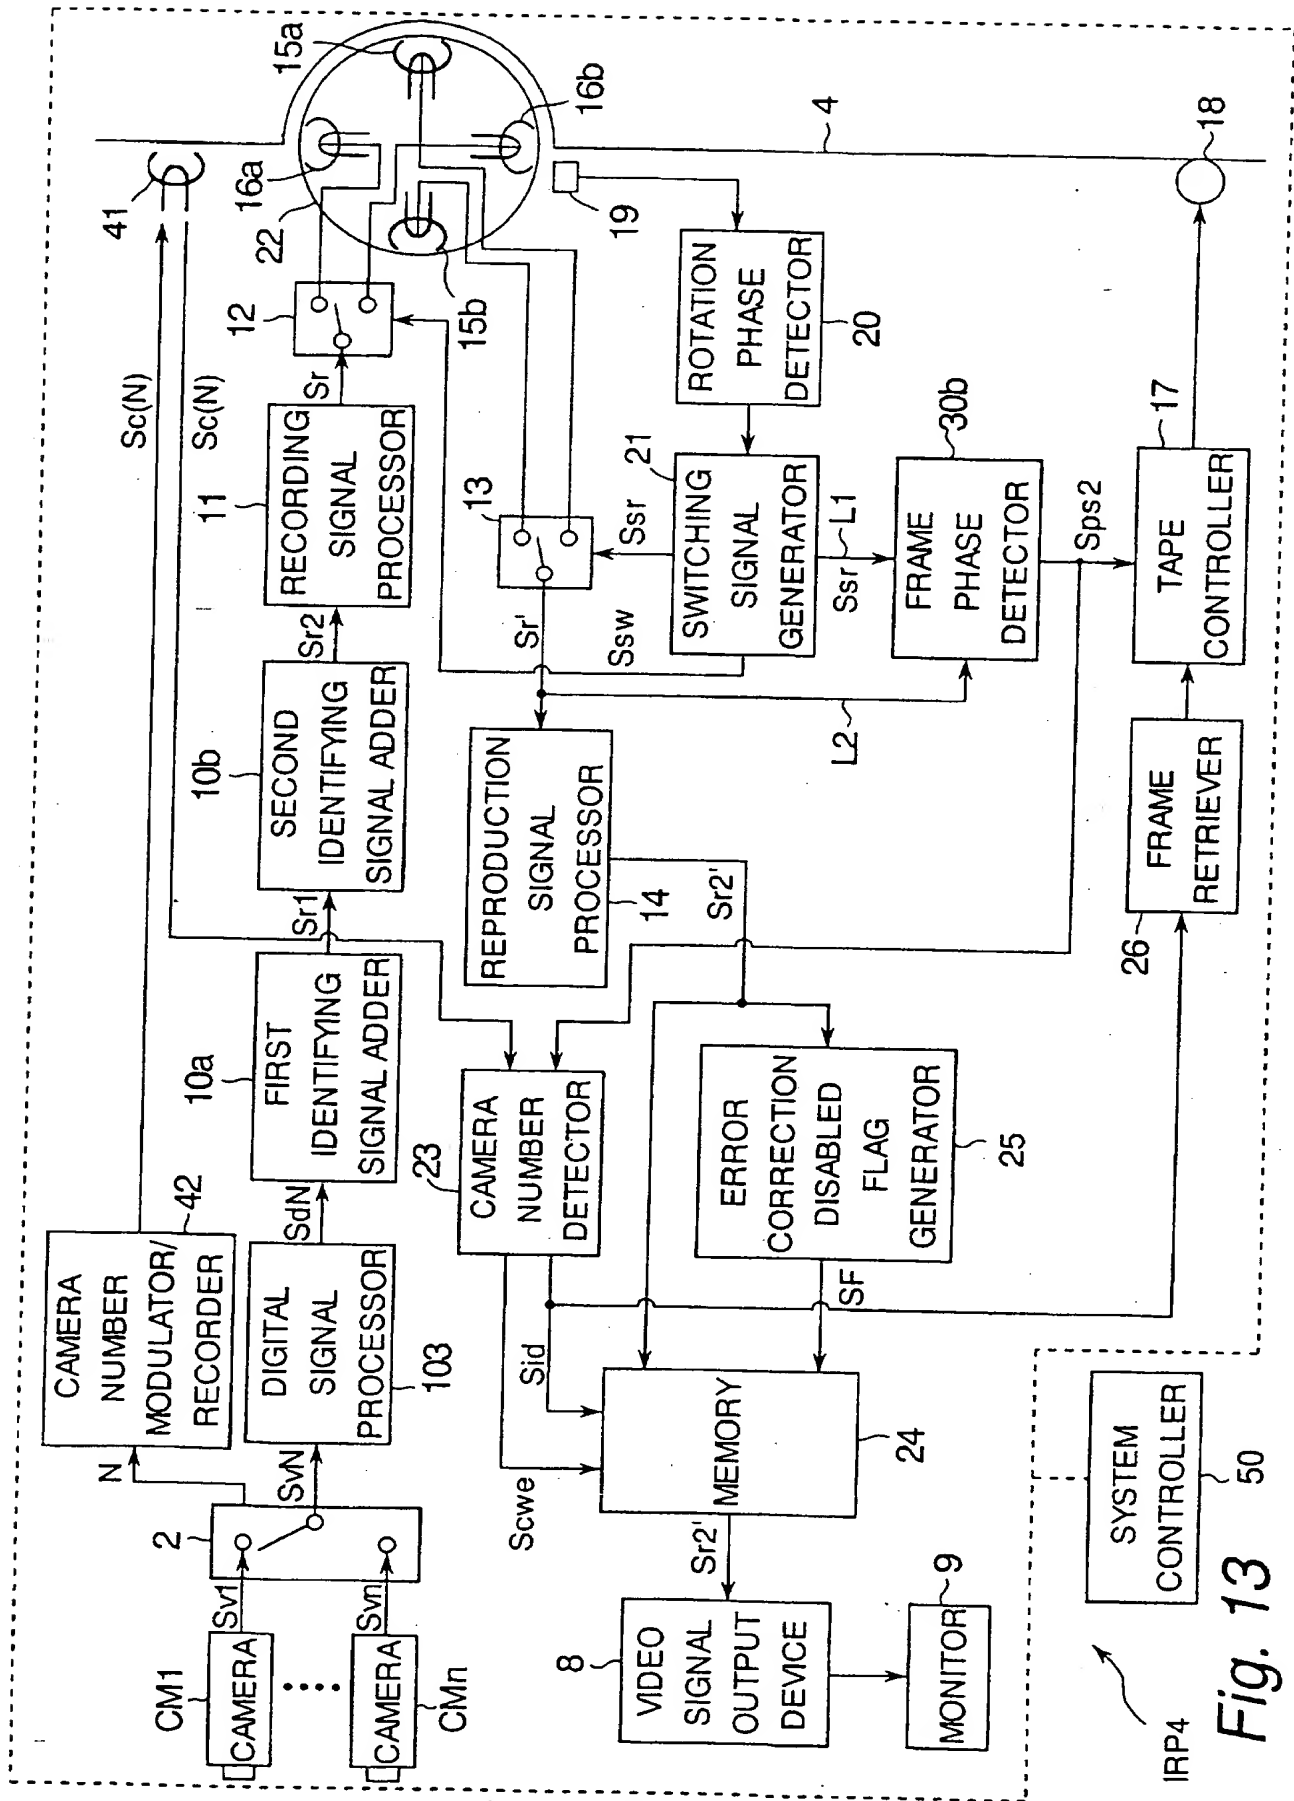 CM1
CAMERA
Sv1
CAMERA
CMn
Svn
2
N
SvN
CAMERA
NUMBER
MODULATOR/
RECORDER
42
DIGITAL
SIGNAL
PROCESSOR
103
SdN
10a
FIRST
IDENTIFYING
SIGNAL ADDER
Sr1
10b
SECOND
IDENTIFYING
SIGNAL ADDER
Sr2
11
RECORDING
SIGNAL
PROCESSOR
Sr
12
Sc(N)
Sc(N)
41
22
16a
15a
16b
15b
4
18
19
ROTATION
PHASE
DETECTOR
20
13
Ssr
Sr'
Ssw
21
SWITCHING
SIGNAL
GENERATOR
Ssr
L1
30b
FRAME
PHASE
DETECTOR
Sps2
17
TAPE
CONTROLLER
L2
REPRODUCTION
SIGNAL
PROCESSOR
14
Sr2'
26
FRAME
RETRIEVER
23
CAMERA
NUMBER
DETECTOR
ERROR
CORRECTION
DISABLED
FLAG
GENERATOR
25
SF
Sid
Scwe
MEMORY
24
Sr2'
8
VIDEO
SIGNAL
OUTPUT
DEVICE
MONITOR
9
SYSTEM
CONTROLLER
50
IRP4
Fig. 13